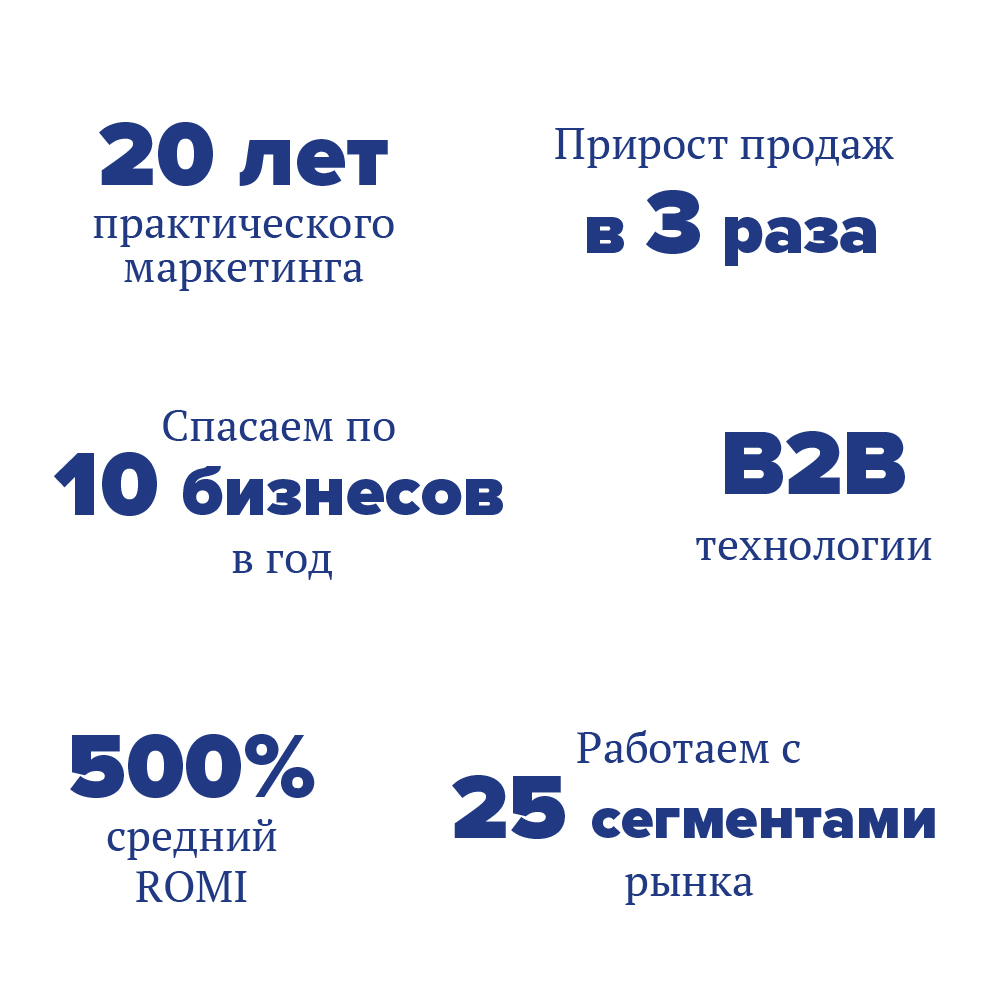 20 лет
практического
маркетинга
Прирост продаж
в 3 раза
Спасаем по
10 бизнесов
в год
B2B
технологии
500%
средний
ROMI
Работаем с
25 сегментами
рынка